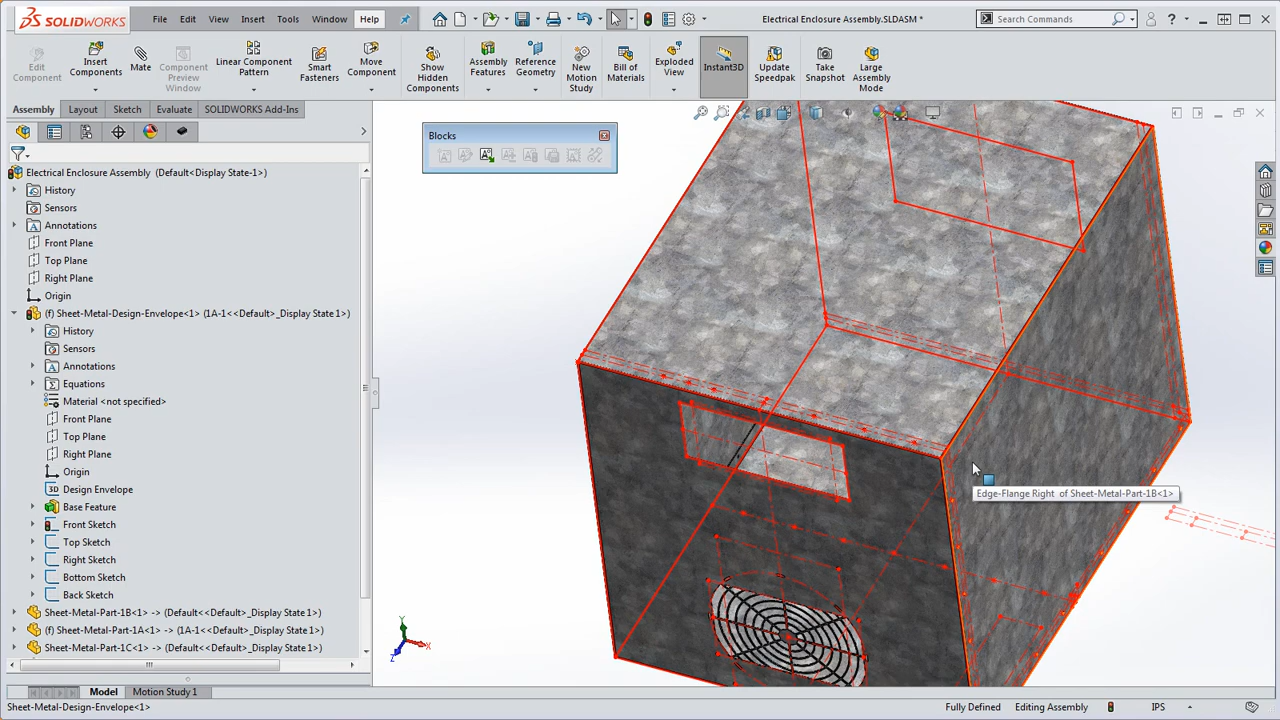 SOLIDWORKS File Edit View Insert Tools Window Help Electrical Enclosure Assembly.SLDASM * Search Commands ?
Edit Component
Insert Components
Mate
Component Preview Window
Linear Component Pattern
Smart Fasteners
Move Component
Show Hidden Components
Assembly Features
Reference Geometry
New Motion Study
Bill of Materials
Exploded View
Instant3D
Update Speedpak
Take Snapshot
Large Assembly Mode
Assembly Layout Sketch Evaluate SOLIDWORKS Add-Ins
Blocks
Electrical Enclosure Assembly (Default<Display State-1>)
History
Sensors
Annotations
Front Plane
Top Plane
Right Plane
Origin
(f) Sheet-Metal-Design-Envelope<1> (1A-1<<Default>_Display State 1>)
History
Sensors
Annotations
Equations
Material <not specified>
Front Plane
Top Plane
Right Plane
Origin
Design Envelope
Base Feature
Front Sketch
Top Sketch
Right Sketch
Bottom Sketch
Back Sketch
Sheet-Metal-Part-1B<1> -> (Default<<Default>_Display State 1>)
(f) Sheet-Metal-Part-1A<1> -> (1A-1<<Default>_Display State 1>)
Sheet-Metal-Part-1C<1> -> (Default<<Default>_Display State 1>)
Edge-Flange Right of Sheet-Metal-Part-1B<1>
Y
X
Z
Model Motion Study 1
Sheet-Metal-Design-Envelope<1> Fully Defined Editing Assembly IPS